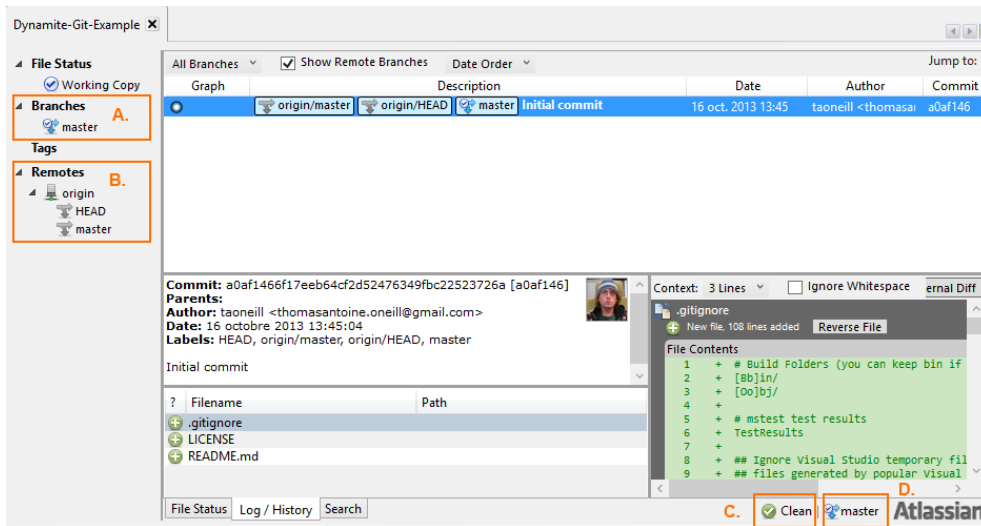 Dynamite-Git-Example
File Status
Working Copy
Branches
A.
master
Tags
Remotes
B.
origin
HEAD
master
All Branches Show Remote Branches Date Order Jump to:
Graph Description Date Author Commit
origin/master origin/HEAD master Initial commit 16 oct. 2013 13:45 taoneill <thomasai a0af146
Commit: a0af1466f17eeb64cf2d52476349fbc22523726a [a0af146]
Parents:
Author: taoneill <thomasantoine.oneill@gmail.com>
Date: 16 octobre 2013 13:45:04
Labels: HEAD, origin/master, origin/HEAD, master
Initial commit
? Filename Path
.gitignore
LICENSE
README.md
File Status Log / History Search
Context: 3 Lines Ignore Whitespace ernal Diff
.gitignore
New file, 108 lines added Reverse File
File Contents
1 + # Build Folders (you can keep bin if
2 + [Bb]in/
3 + [Oo]bj/
4 +
5 + # mstest test results
6 + TestResults
7 +
8 + ## Ignore Visual Studio temporary fil
9 + ## files generated by popular Visual
D.
C. Clean master Atlassian